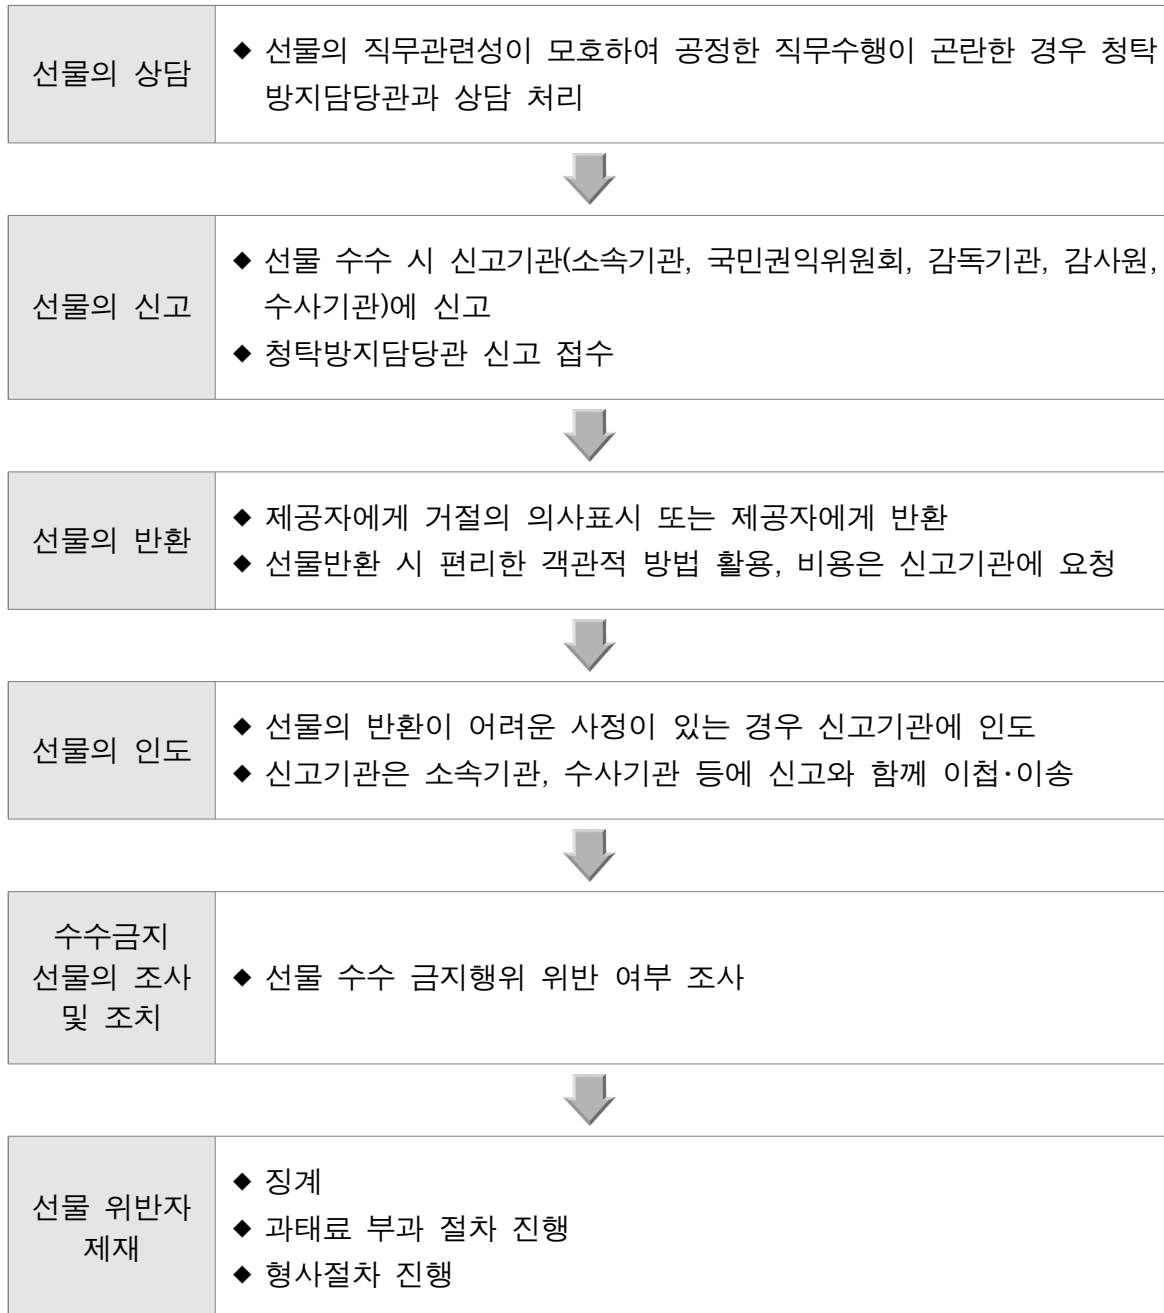 선물의 상담
◆ 선물의 직무관련성이 모호하여 공정한 직무수행이 곤란한 경우 청탁
방지담당관과 상담 처리
선물의 신고
◆ 선물 수수 시 신고기관(소속기관, 국민권익위원회, 감독기관, 감사원,
수사기관)에 신고
◆ 청탁방지담당관 신고 접수
선물의 반환
◆ 제공자에게 거절의 의사표시 또는 제공자에게 반환
◆ 선물반환 시 편리한 객관적 방법 활용, 비용은 신고기관에 요청
선물의 인도
◆ 선물의 반환이 어려운 사정이 있는 경우 신고기관에 인도
◆ 신고기관은 소속기관, 수사기관 등에 신고와 함께 이첩·이송
수수금지
선물의 조사
및 조치
◆ 선물 수수 금지행위 위반 여부 조사
선물 위반자
제재
◆ 징계
◆ 과태료 부과 절차 진행
◆ 형사절차 진행